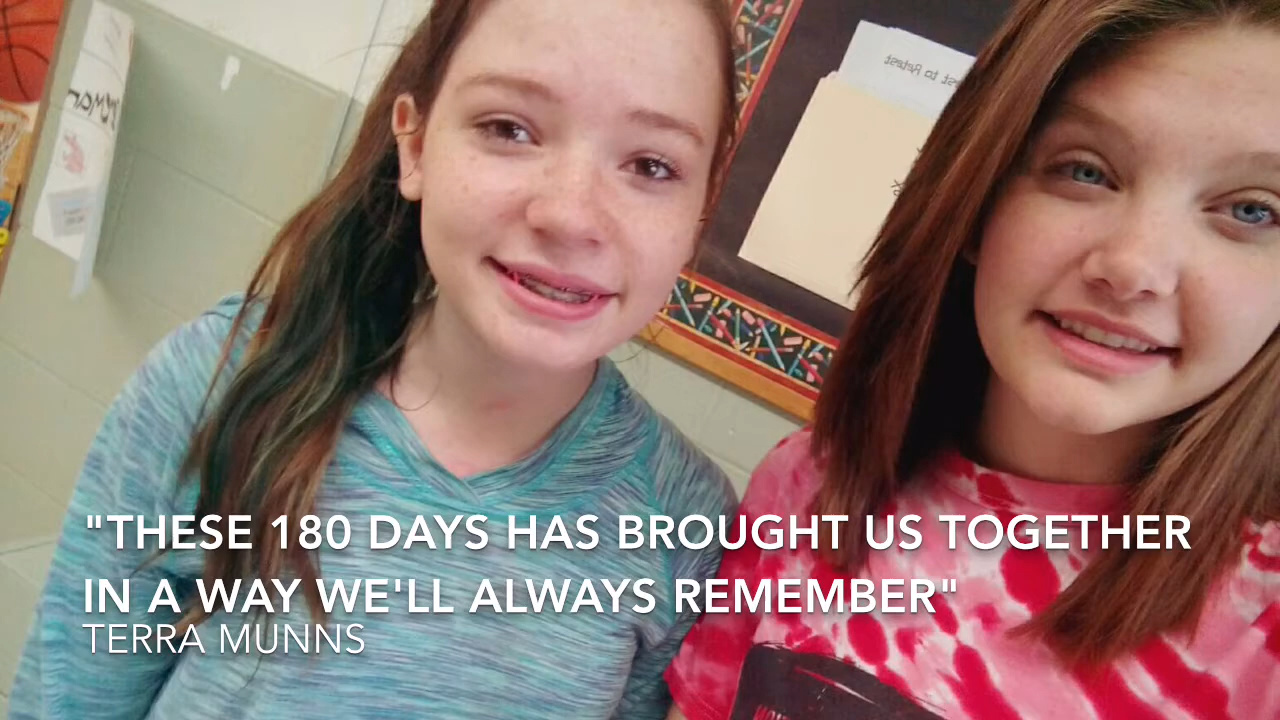 "THESE 180 DAYS HAS BROUGHT US TOGETHER
IN A WAY WE'LL ALWAYS REMEMBER"
TERRA MUNNS